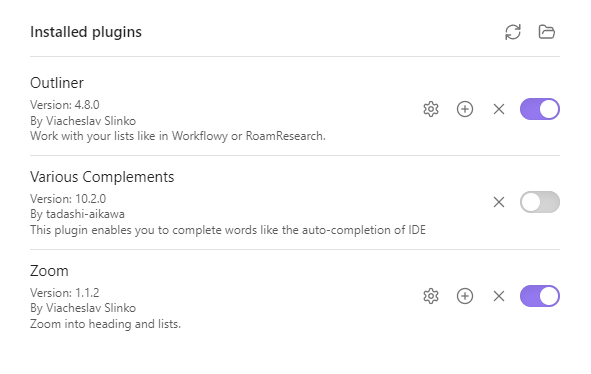 Installed plugins
Outliner
Version: 4.8.0
By Viacheslav Slinko
Work with your lists like in Workflowy or RoamResearch.
Various Complements
Version: 10.2.0
By tadashi-aikawa
This plugin enables you to complete words like the auto-completion of IDE
Zoom
Version: 1.1.2
By Viacheslav Slinko
Zoom into heading and lists.